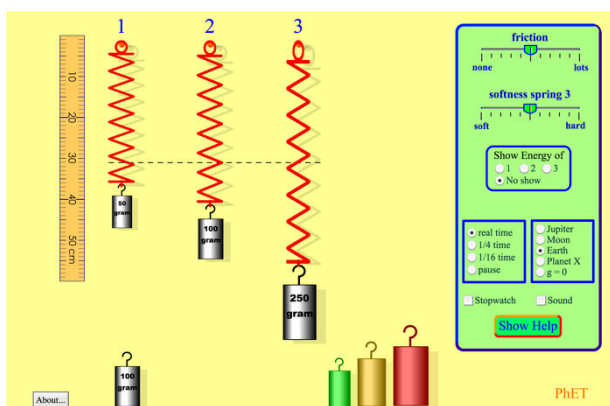 1 2 3
10
20
30
40
50 cm
50
gram
100
gram
250
gram
100
gram
About...
friction
none lots
softness spring 3
soft hard
Show Energy of
1 2 3
No show
real time
1/4 time
1/16 time
pause
Jupiter
Moon
Earth
Planet X
g = 0
Stopwatch Sound
Show Help
PhET